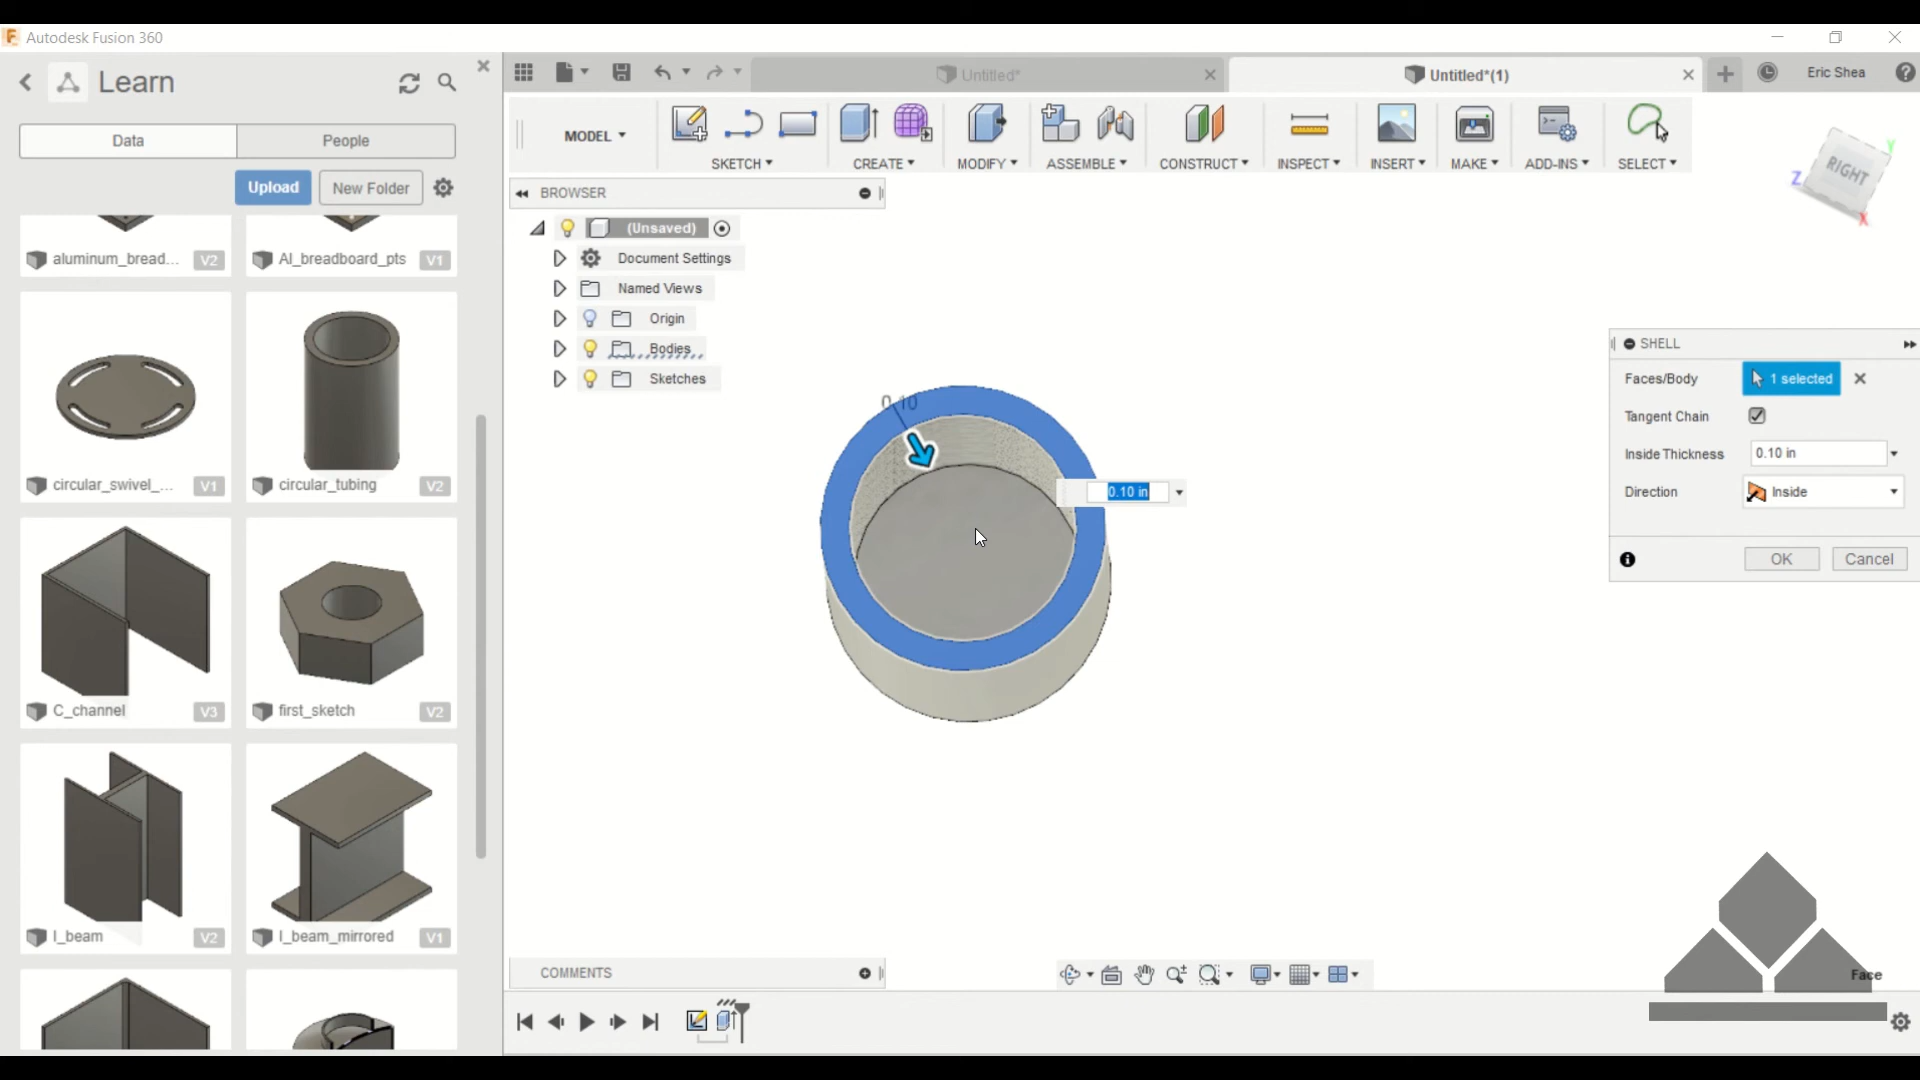 Autodesk Fusion 360
Learn
Data
People
Upload
New Folder
aluminum_bread... V2
Al_breadboard_pts V1
circular_swivel_... V1
circular_tubing V2
C_channel V3
first_sketch V2
I_beam V2
I_beam_mirrored V1
Untitled*
Untitled*(1)
Eric Shea
MODEL
SKETCH
CREATE
MODIFY
ASSEMBLE
CONSTRUCT
INSPECT
INSERT
MAKE
ADD-INS
SELECT
BROWSER
(Unsaved)
Document Settings
Named Views
Origin
Bodies
Sketches
RIGHT
Z
Y
X
0.10
0.10 in
SHELL
Faces/Body 1 selected
Tangent Chain
Inside Thickness 0.10 in
Direction Inside
OK Cancel
COMMENTS
Face